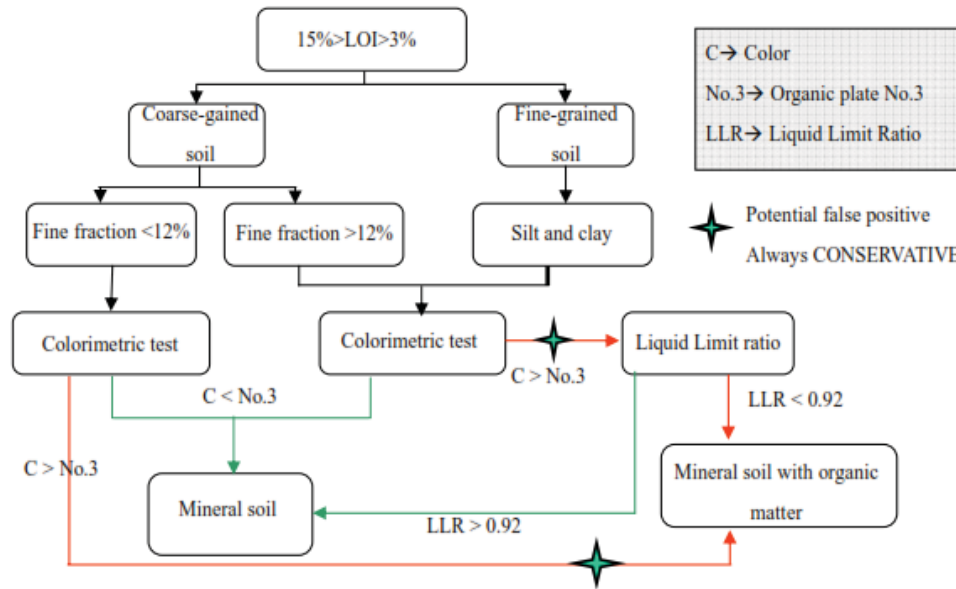 15%>LOI>3%
C→ Color
No.3→ Organic plate No.3
LLR→ Liquid Limit Ratio
Coarse-gained
soil
Fine-grained
soil
Fine fraction <12%
Fine fraction >12%
Silt and clay
Potential false positive
Always CONSERVATIVE
Colorimetric test
Colorimetric test
Liquid Limit ratio
C > No.3
C < No.3
LLR < 0.92
C > No.3
Mineral soil
Mineral soil with organic
matter
LLR > 0.92